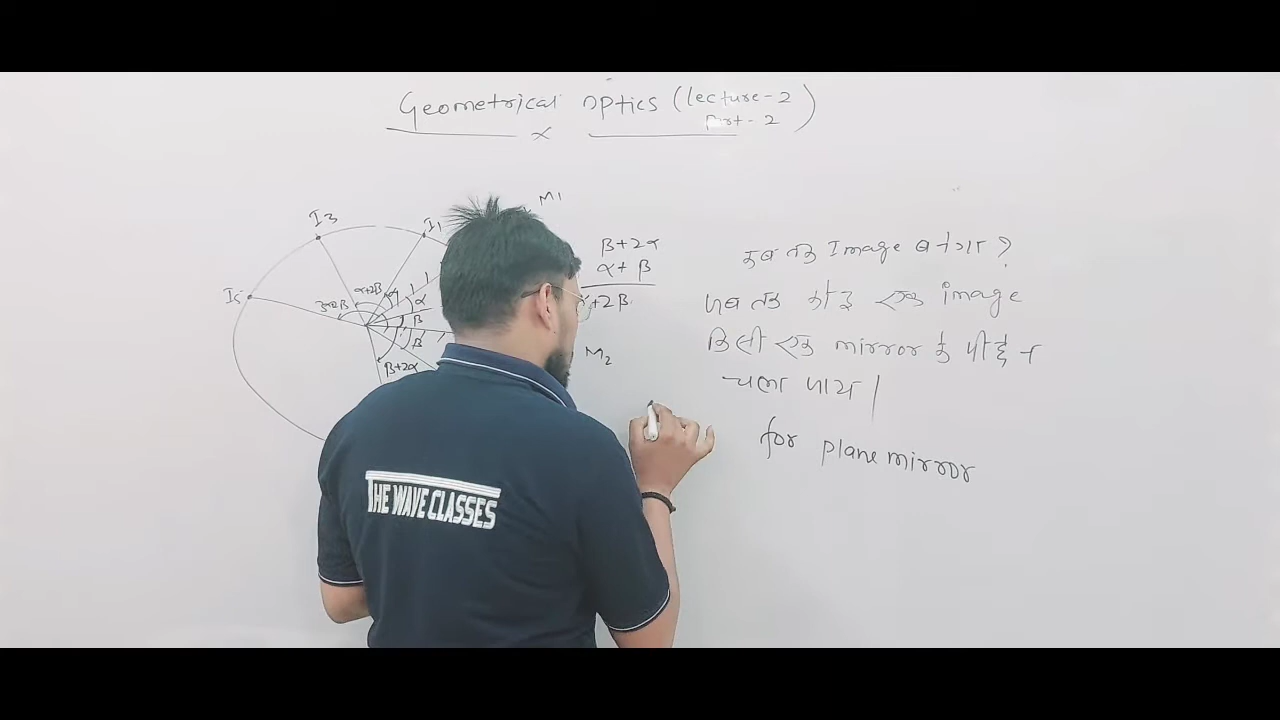 Geometrical optics (lecture-2
part-2)
M1
I3
I1
β+2α
कब तक Image बनेगा ?
α+β
I5
α+2β
α
+2β
जब तक कोई एक image
β
β
M2
किसी एक mirror के पीछे न
β+2α
चला जाय |
for plane mirror
THE WAVE CLASSES